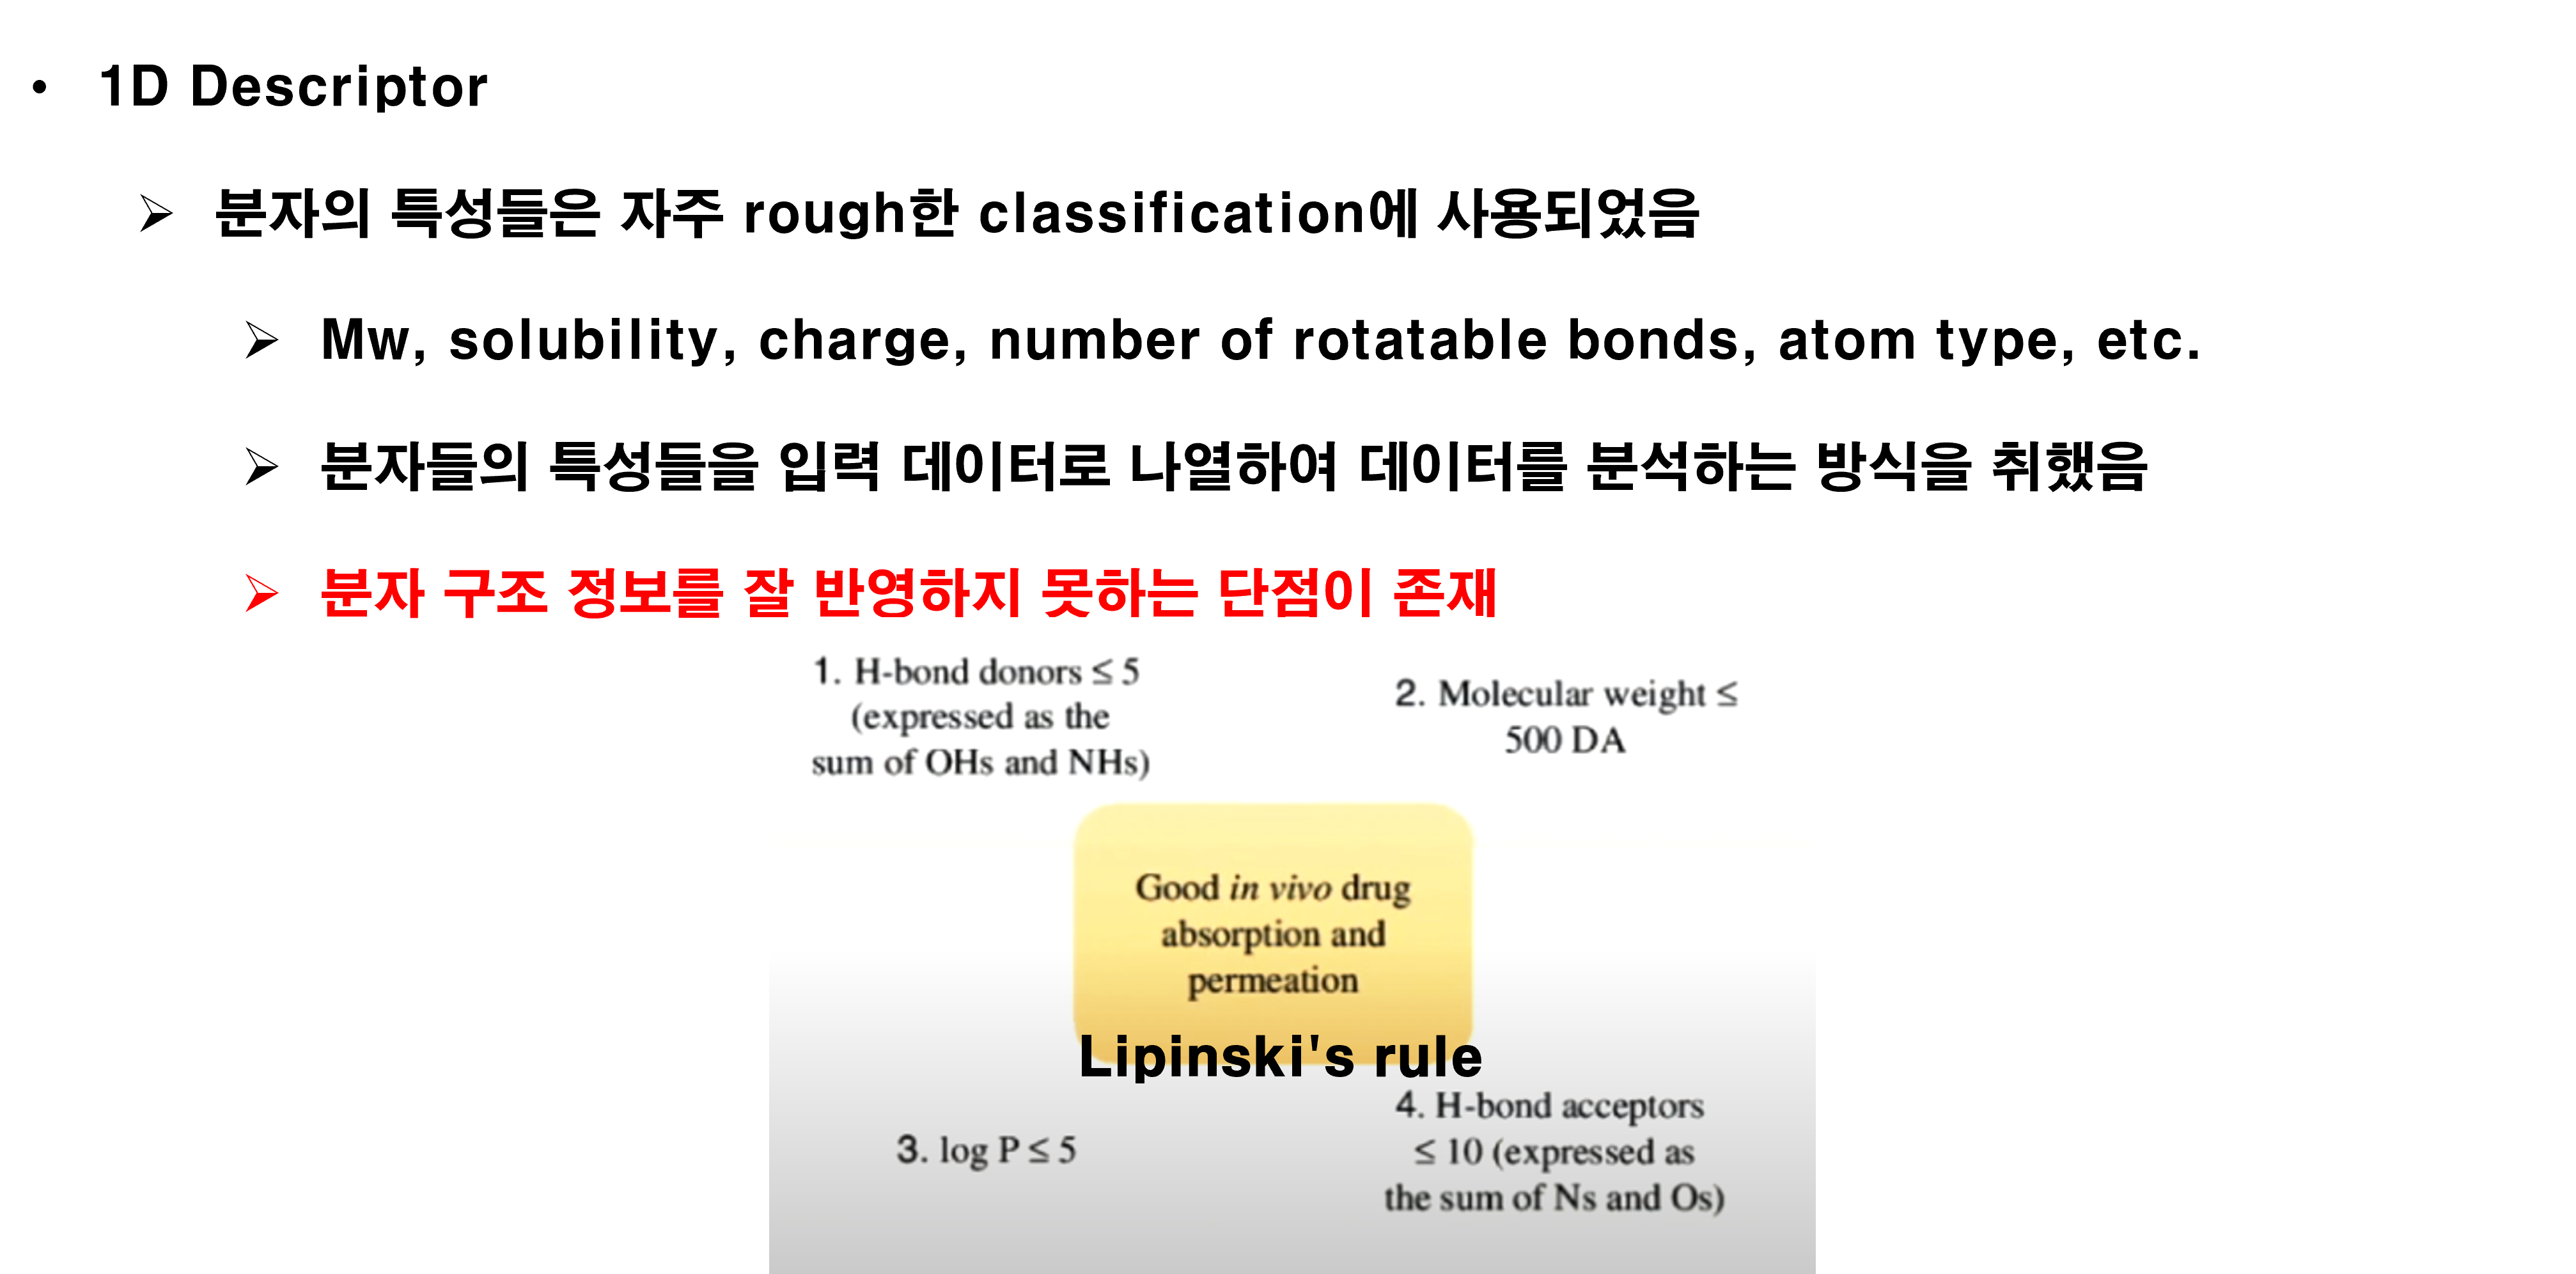 • 1D Descriptor
➢ 분자의 특성들은 자주 rough한 classification에 사용되었음
➢ Mw, solubility, charge, number of rotatable bonds, atom type, etc.
➢ 분자들의 특성들을 입력 데이터로 나열하여 데이터를 분석하는 방식을 취했음
➢ 분자 구조 정보를 잘 반영하지 못하는 단점이 존재
1. H-bond donors ≤ 5
(expressed as the
sum of OHs and NHs)
2. Molecular weight ≤
500 DA
Good in vivo drug
absorption and
permeation
Lipinski's rule
3. log P ≤ 5
4. H-bond acceptors
≤ 10 (expressed as
the sum of Ns and Os)